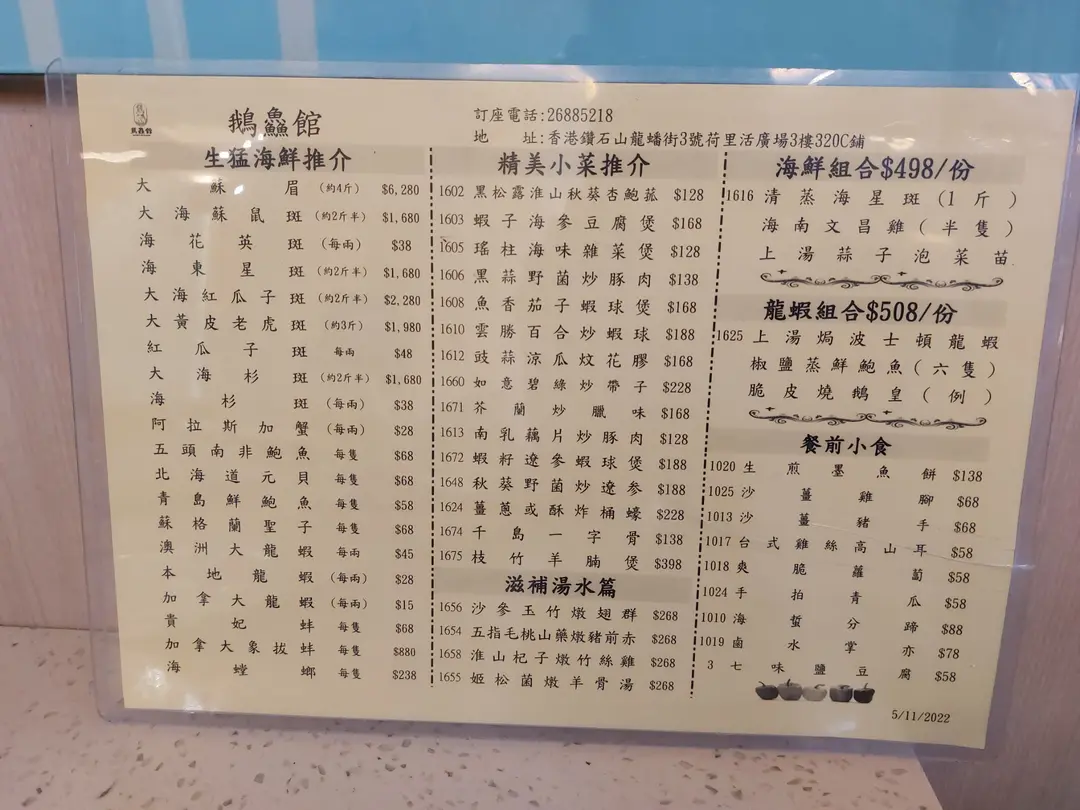 鵝鱻館
訂座電話:26885218
地 址:香港鑽石山龍蟠街3號荷里活廣場3樓320C鋪
生猛海鮮推介
大蘇眉 (約4斤) $6,280
大海蘇鼠斑 (約2斤半) $1,680
海花英斑 (每兩) $38
海東星斑 (約2斤半) $1,680
大海紅瓜子斑 (約2斤半) $2,280
大黃皮老虎斑 (約3斤) $1,980
紅瓜子斑 每兩 $48
大海杉斑 (約2斤半) $1,680
海杉斑 (每兩) $38
阿拉斯加蟹 (每兩) $28
五頭南非鮑魚 每隻 $68
北海道元貝 每隻 $68
青島鮮鮑魚 每隻 $58
蘇格蘭聖子 每隻 $68
澳洲大龍蝦 每兩 $45
本地龍蝦 (每兩) $28
加拿大龍蝦 (每兩) $15
貴妃蚌 每隻 $68
加拿大象拔蚌 每隻 $880
海螳螂 每隻 $238
精美小菜推介
1602 黑松露淮山秋葵杏鮑菰 $128
1603 蝦子海參豆腐煲 $168
1605 瑤柱海味雜菜煲 $128
1606 黑蒜野菌炒豚肉 $138
1608 魚香茄子蝦球煲 $168
1610 雲勝百合炒蝦球 $188
1612 豉蒜涼瓜炆花膠 $168
1660 如意碧綠炒帶子 $228
1671 芥蘭炒臘味 $168
1613 南乳藕片炒豚肉 $128
1672 蝦籽遼參蝦球煲 $188
1648 秋葵野菌炒遼参 $188
1624 薑蔥或酥炸桶蠔 $228
1674 千島一字骨 $138
1675 枝竹羊腩煲 $398
滋補湯水篇
1656 沙參玉竹燉翅群 $268
1654 五指毛桃山藥燉豬前赤 $268
1658 淮山杞子燉竹絲雞 $268
1655 姬松菌燉羊骨湯 $268
海鮮組合$498/份
1616 清蒸海星斑(1斤)
海南文昌雞(半隻)
上湯蒜子泡菜苗
龍蝦組合$508/份
1625 上湯焗波士頓龍蝦
椒鹽蒸鮮鮑魚(六隻)
脆皮燒鵝皇(例)
餐前小食
1020 生煎墨魚餅 $138
1025 沙薑雞腳 $68
1013 沙薑豬手 $68
1017 台式雞絲高山耳 $58
1018 爽脆蘿蔔 $58
1024 手拍青瓜 $58
1010 海蜇分蹄 $88
1019 鹵水掌亦 $78
3 七味鹽豆腐 $58
5/11/2022